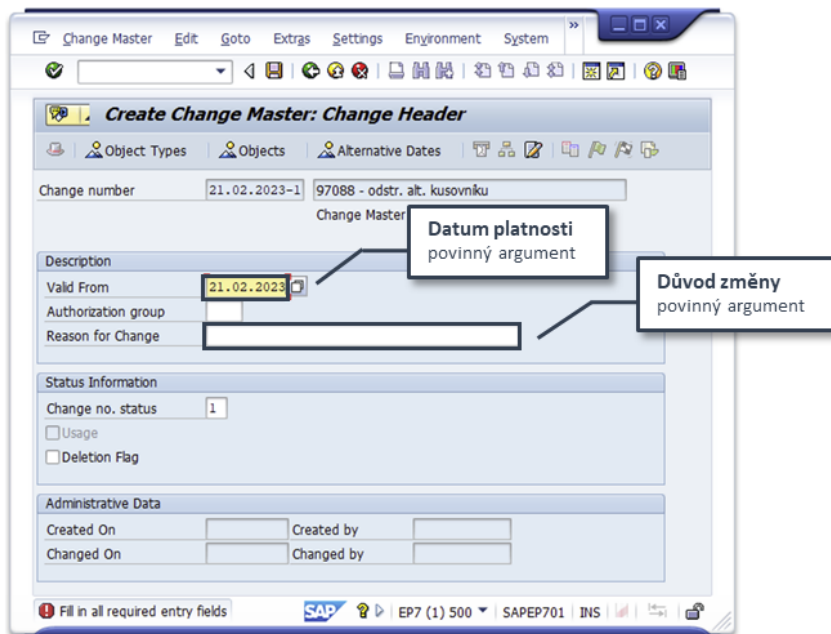 Change Master Edit Goto Extras Settings Environment System »
Create Change Master: Change Header
Object Types Objects Alternative Dates
Change number 21.02.2023-1 97088 - odstr. alt. kusovníku
Change Master
Datum platnosti
povinný argument
Description
Valid From 21.02.2023
Důvod změny
povinný argument
Authorization group
Reason for Change
Status Information
Change no. status 1
Usage
Deletion Flag
Administrative Data
Created On Created by
Changed On Changed by
Fill in all required entry fields SAP EP7 (1) 500 SAPEP701 INS